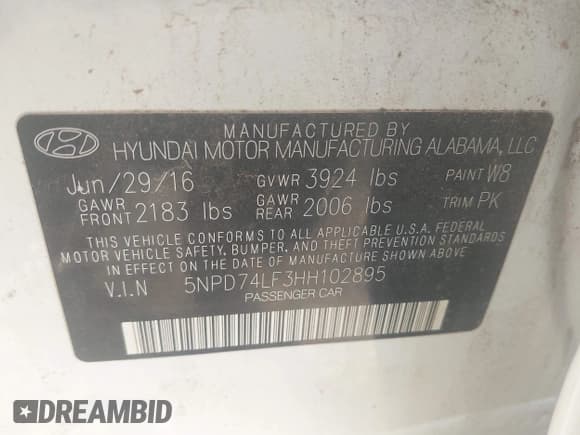 MANUFACTURED BY
HYUNDAI MOTOR MANUFACTURING ALABAMA, LLC
Jun/29/16 GVWR 3924 lbs PAINT W8
GAWR FRONT 2183 lbs GAWR REAR 2006 lbs TRIM PK
THIS VEHICLE CONFORMS TO ALL APPLICABLE U.S.A. FEDERAL
MOTOR VEHICLE SAFETY, BUMPER, AND THEFT PREVENTION STANDARDS
IN EFFECT ON THE DATE OF MANUFACTURE SHOWN ABOVE.
V.I.N 5NPD74LF3HH102895
PASSENGER CAR
DREAMBID